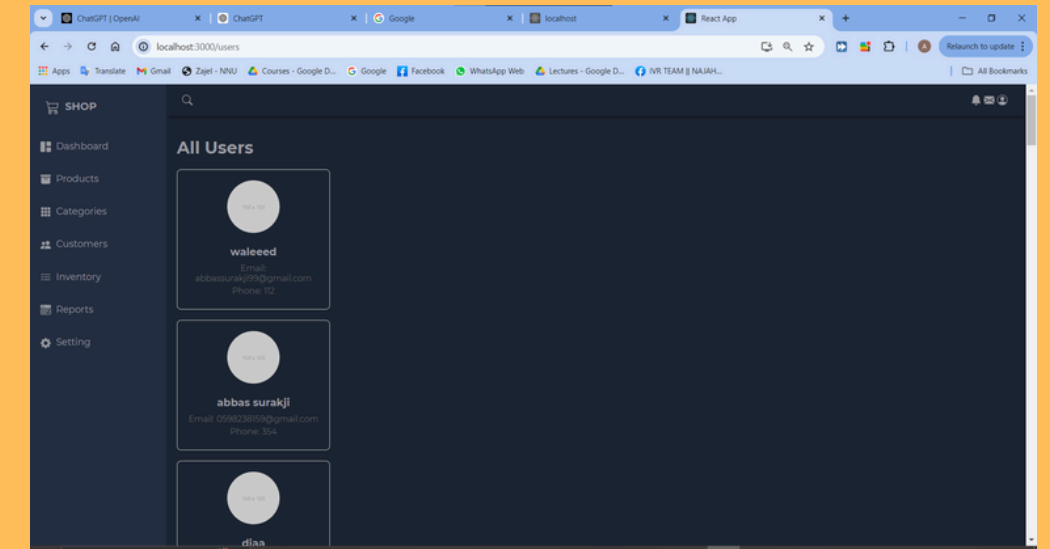 ChatGPT | OpenAI
ChatGPT
Google
localhost
React App
localhost:3000/users
Relaunch to update
Apps Translate Gmail Zajel - NNU Courses - Google D... Google Facebook WhatsApp Web Lectures - Google D... IVR TEAM || NAJAH... All Bookmarks
SHOP
Dashboard
Products
Categories
Customers
Inventory
Reports
Setting
All Users
waleeed
Email:
abbassurakji99@gmail.com
Phone: 112
abbas surakji
Email: 0598238159@gmail.com
Phone: 354
diaa